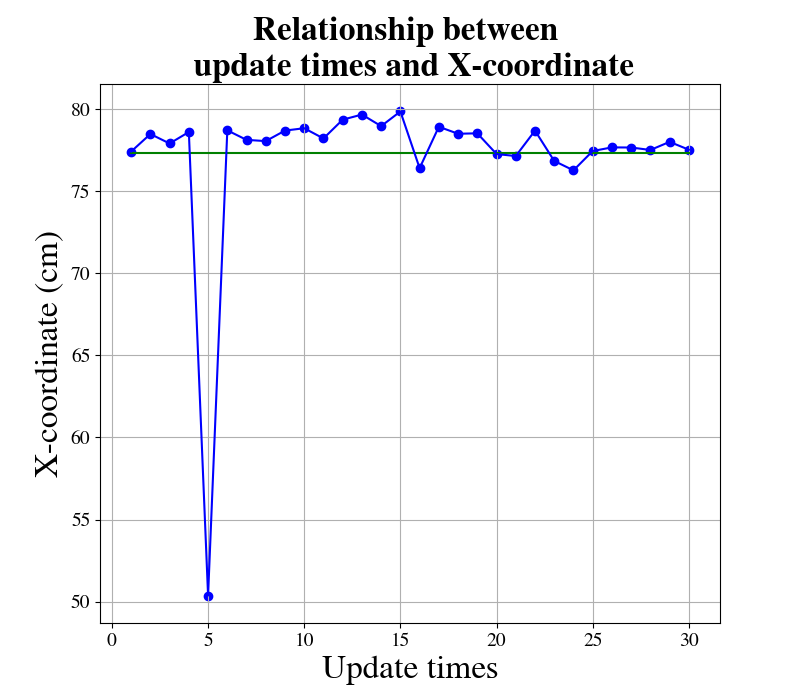 Relationship between
update times and X-coordinate
80
75
70
65
60
55
50
X-coordinate (cm)
0 5 10 15 20 25 30
Update times